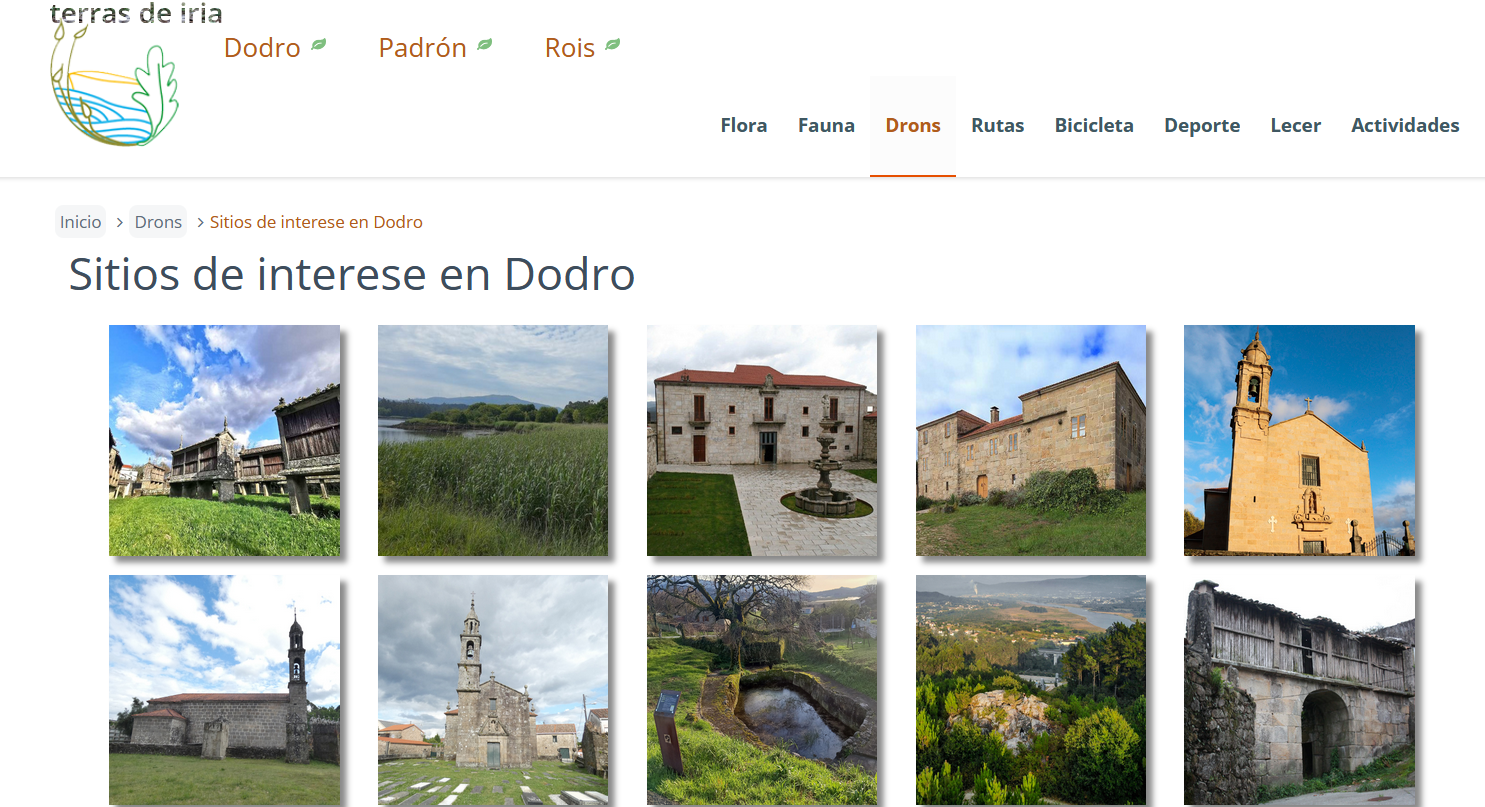 terras de iria
Dodro
Padrón
Rois
Flora
Fauna
Drons
Rutas
Bicicleta
Deporte
Lecer
Actividades
Inicio > Drons > Sitios de interese en Dodro
Sitios de interese en Dodro